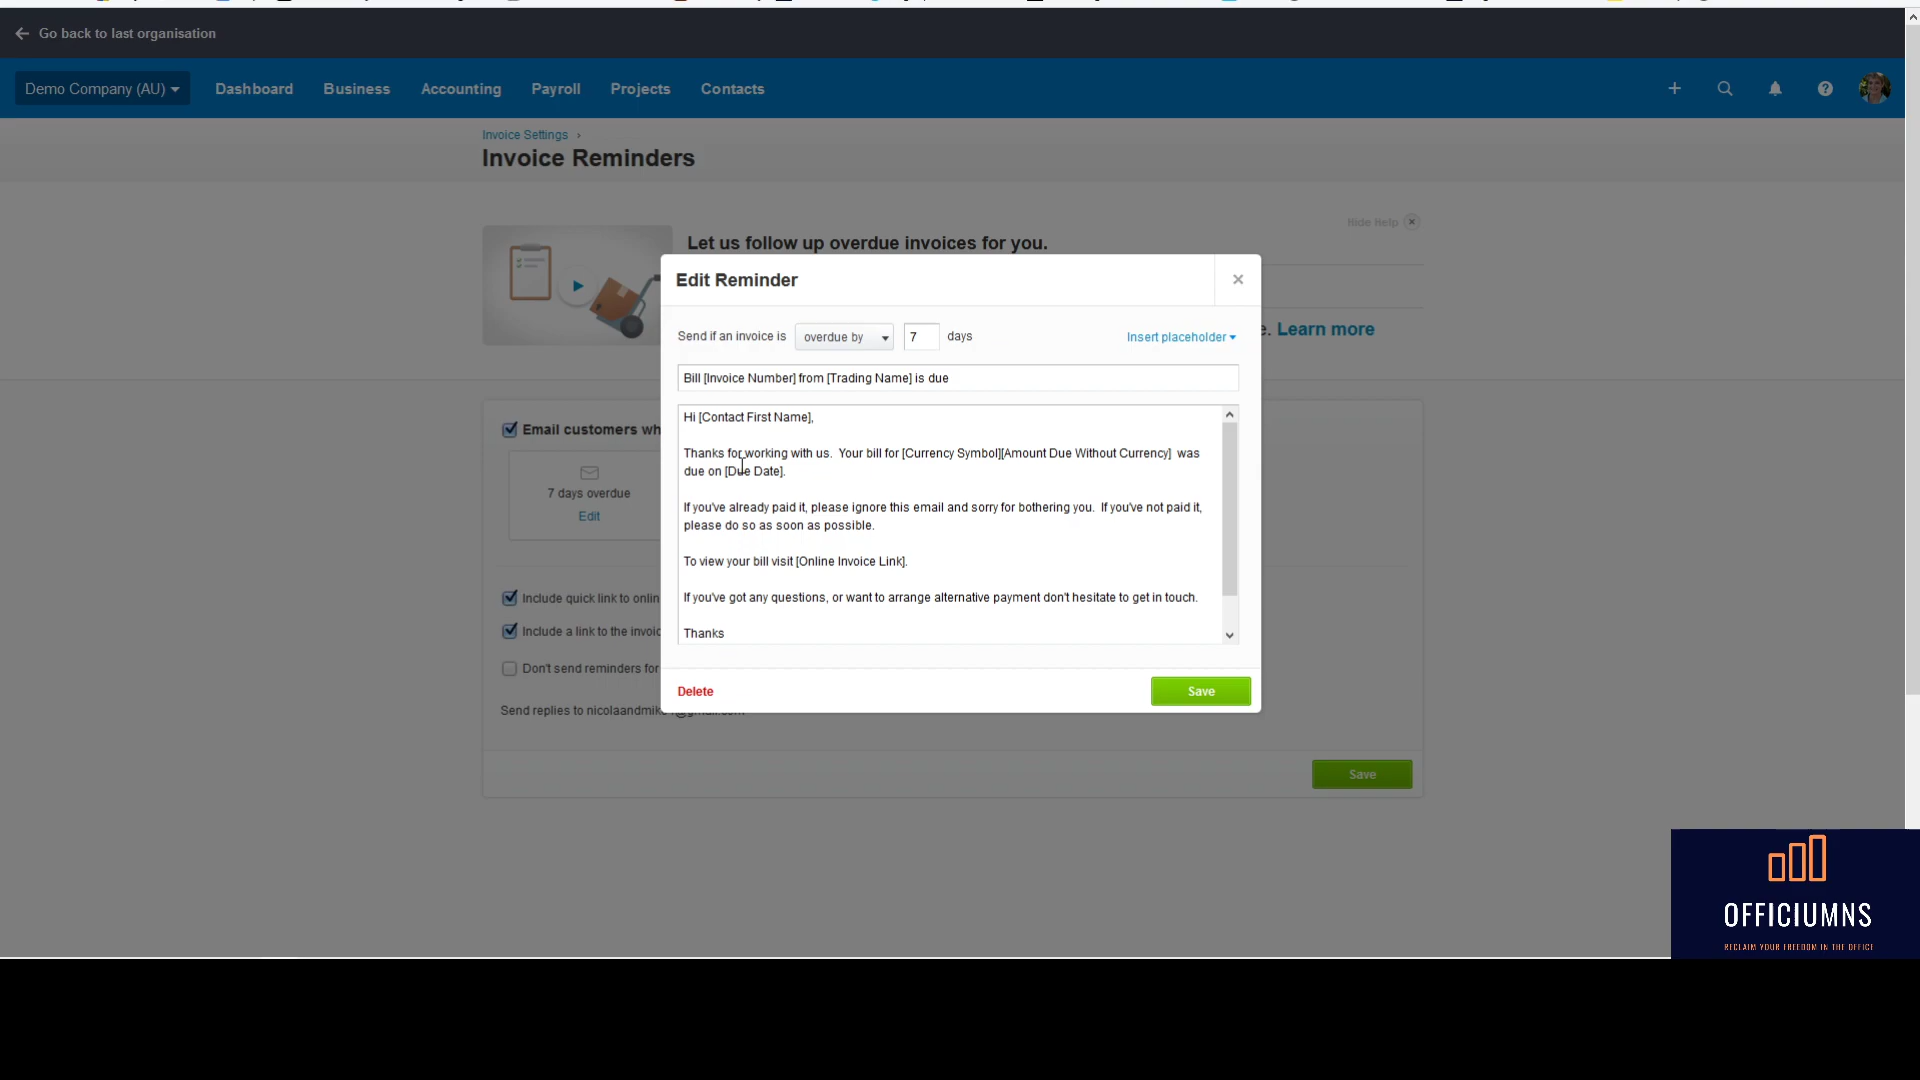 Go back to last organisation
Demo Company (AU)
Dashboard
Business
Accounting
Payroll
Projects
Contacts
Invoice Settings ›
Invoice Reminders
Hide Help
Let us follow up overdue invoices for you.
e. Learn more
Edit Reminder
Send if an invoice is overdue by 7 days
Insert placeholder
Bill [Invoice Number] from [Trading Name] is due
Hi [Contact First Name],
Thanks for working with us.  Your bill for [Currency Symbol][Amount Due Without Currency]  was
due on [Due Date].
If you've already paid it, please ignore this email and sorry for bothering you.  If you've not paid it,
please do so as soon as possible.
To view your bill visit [Online Invoice Link].
If you've got any questions, or want to arrange alternative payment don't hesitate to get in touch.
Thanks
Delete
Save
Email customers wh
7 days overdue
Edit
Include quick link to onlin
Include a link to the invoic
Don't send reminders for
Send replies to
Save
OFFICIUMNS
RECLAIM YOUR FREEDOM IN THE OFFICE